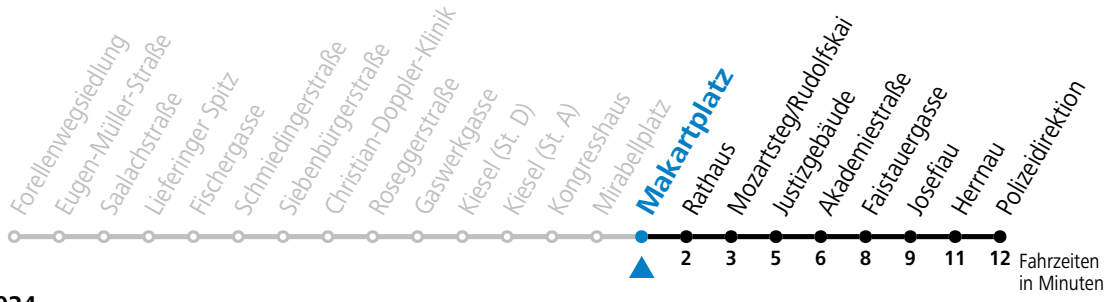 Forellenwegsiedlung
Eugen-Müller-Straße
Saalachstraße
Lieferinger Spitz
Fischergasse
Schmiedingerstraße
Siebenbürgerstraße
Christian-Doppler-Klinik
Roseggerstraße
Gaswerkgasse
Kiesel (St. D)
Kiesel (St. A)
Kongresshaus
Mirabellplatz
Makartplatz
Rathaus
Mozartsteg/Rudolfskai
Justizgebäude
Akademiestraße
Faistauergasse
Josefiau
Herrnau
Polizeidirektion
2 3 5 6 8 9 11 12 Fahrzeiten
in Minuten